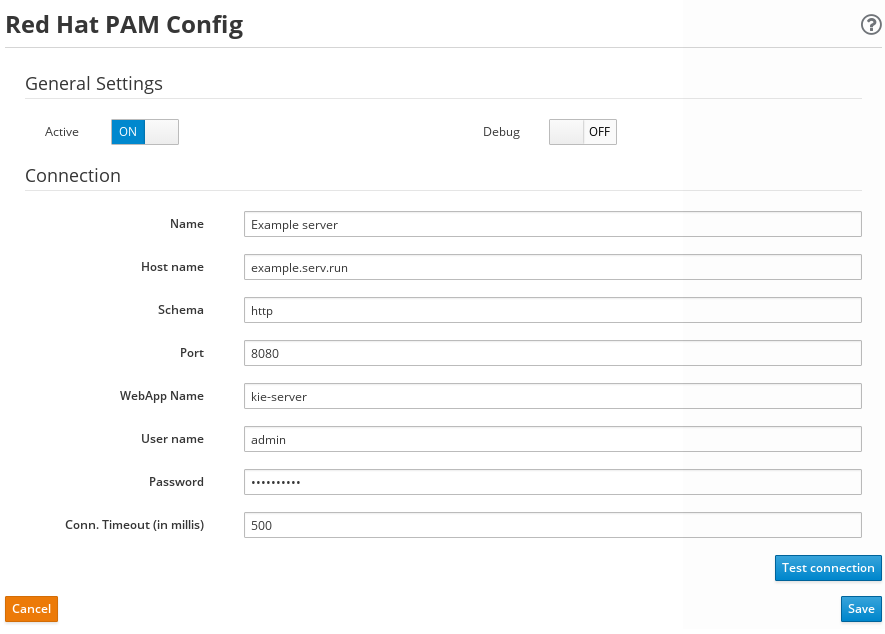 Red Hat PAM Config
?
General Settings
Active ON Debug OFF
Connection
Name Example server
Host name example.serv.run
Schema http
Port 8080
WebApp Name kie-server
User name admin
Password ••••••••••
Conn. Timeout (in millis) 500
Test connection
Cancel Save